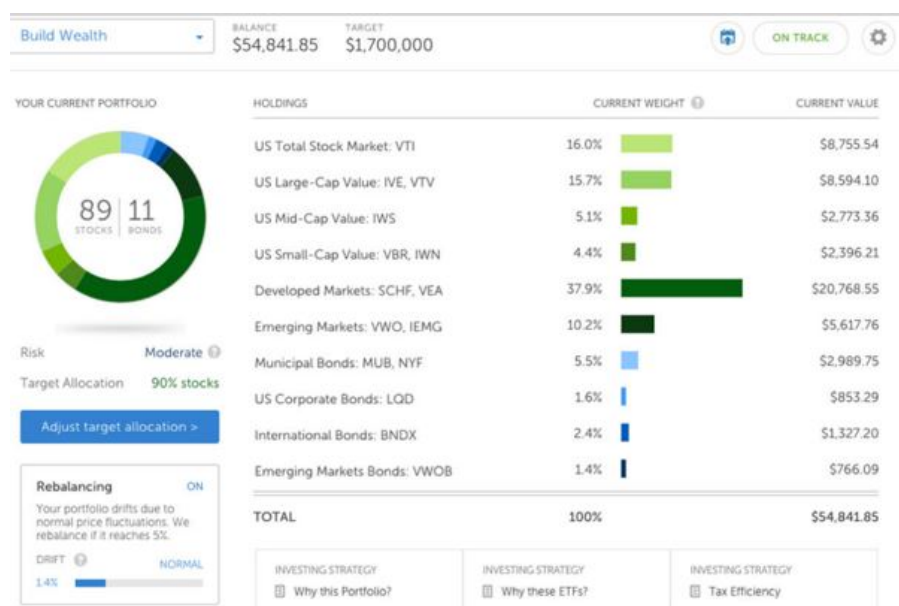 Build Wealth
BALANCE
$54,841.85
TARGET
$1,700,000
ON TRACK
YOUR CURRENT PORTFOLIO
89 STOCKS
11 BONDS
Risk Moderate ?
Target Allocation 90% stocks
Adjust target allocation >
Rebalancing ON
Your portfolio drifts due to
normal price fluctuations. We
rebalance if it reaches 5%.
DRIFT ? NORMAL
1.4%
HOLDINGS CURRENT WEIGHT ? CURRENT VALUE
US Total Stock Market: VTI 16.0% $8,755.54
US Large-Cap Value: IVE, VTV 15.7% $8,594.10
US Mid-Cap Value: IWS 5.1% $2,773.36
US Small-Cap Value: VBR, IWN 4.4% $2,396.21
Developed Markets: SCHF, VEA 37.9% $20,768.55
Emerging Markets: VWO, IEMG 10.2% $5,617.76
Municipal Bonds: MUB, NYF 5.5% $2,989.75
US Corporate Bonds: LQD 1.6% $853.29
International Bonds: BNDX 2.4% $1,327.20
Emerging Markets Bonds: VWOB 1.4% $766.09
TOTAL 100% $54,841.85
INVESTING STRATEGY
Why this Portfolio?
INVESTING STRATEGY
Why these ETFs?
INVESTING STRATEGY
Tax Efficiency